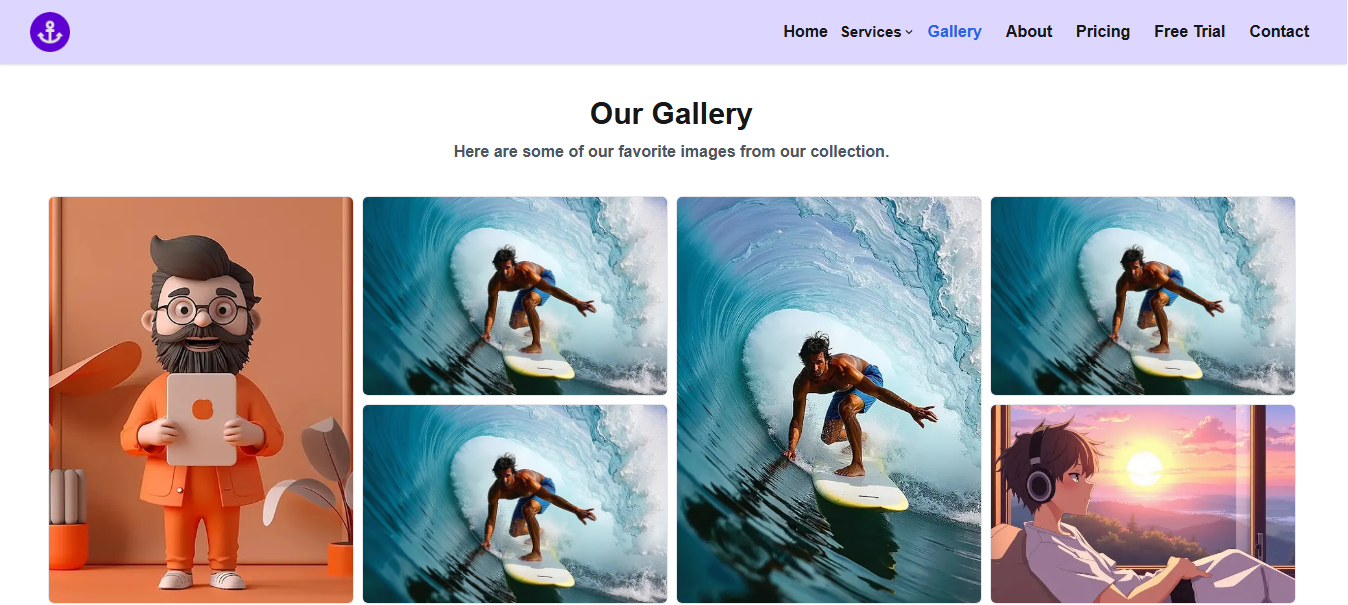 Home Services Gallery About Pricing Free Trial Contact
Our Gallery
Here are some of our favorite images from our collection.